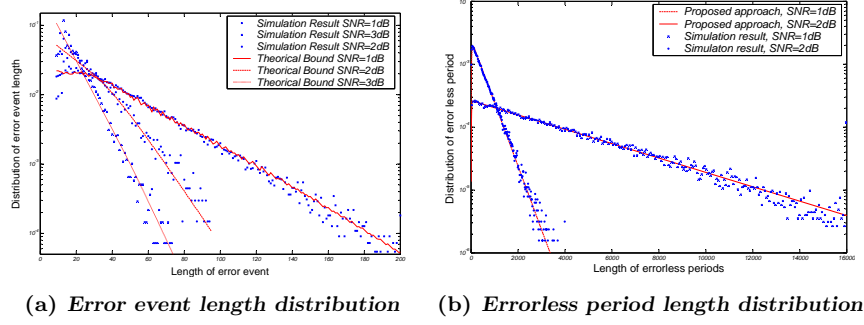 Simulation Result SNR=1dB
Simulation Result SNR=3dB
Simulation Result SNR=2dB
Theorical Bound SNR=1dB
Theorical Bound SNR=2dB
Theorical Bound SNR=3dB
Distribution of error event length
0 20 40 60 80 100 120 140 160 180 200
Length of error event
(a) Error event length distribution
Proposed approach, SNR=1dB
Proposed approach, SNR=2dB
Simulation result, SNR=1dB
Simulaton result, SNR=2dB
Distribution of error less period
0 2000 4000 6000 8000 10000 12000 14000 16000
Length of errorless periods
(b) Errorless period length distribution